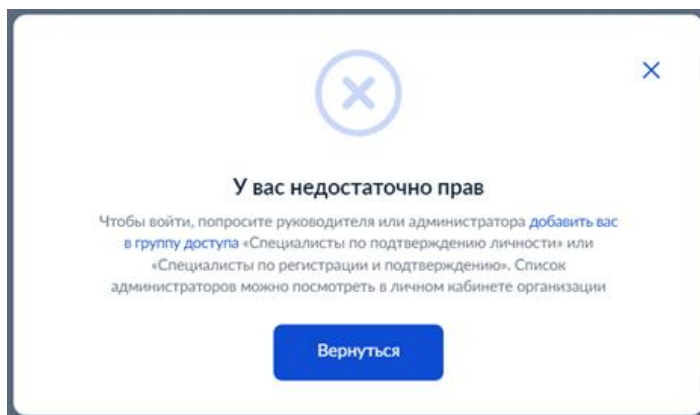 У вас недостаточно прав
Чтобы войти, попросите руководителя или администратора добавить вас
в группу доступа «Специалисты по подтверждению личности» или
«Специалисты по регистрации и подтверждению». Список
администраторов можно посмотреть в личном кабинете организации
Вернуться